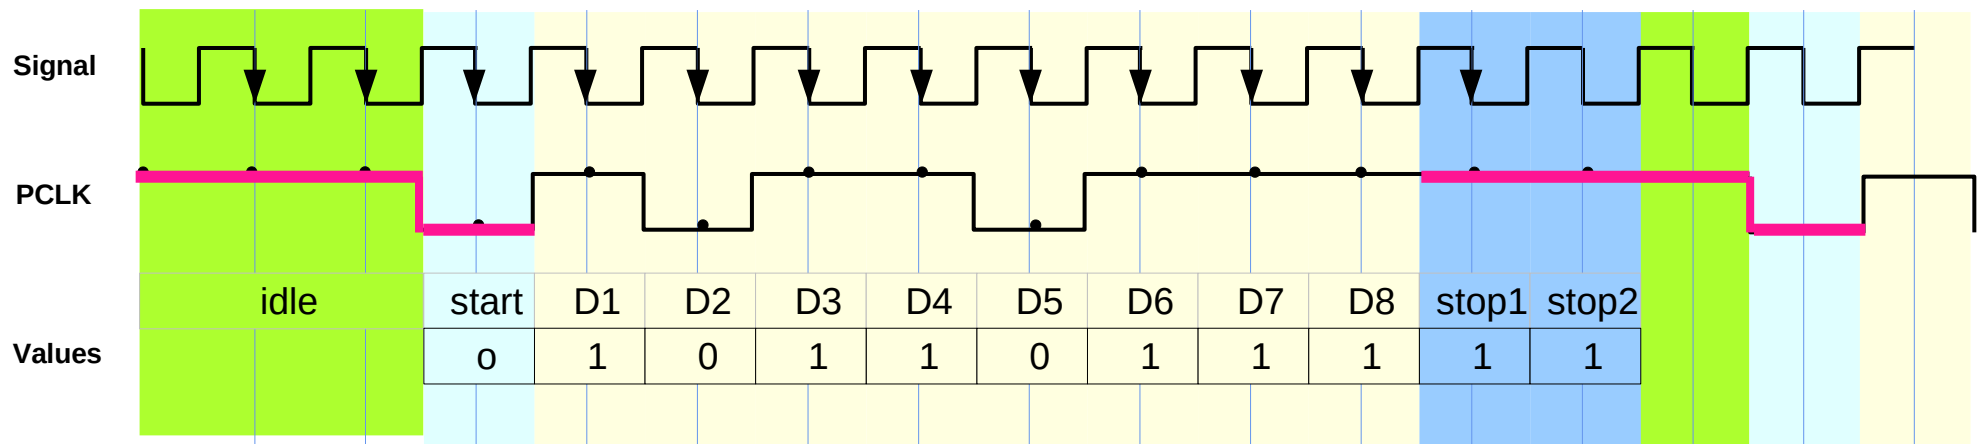 Signal
PCLK
idle start D1 D2 D3 D4 D5 D6 D7 D8 stop1 stop2
Values o 1 0 1 1 0 1 1 1 1 1